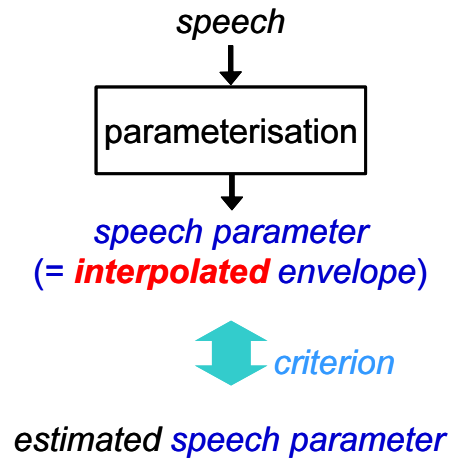 speech
parameterisation
speech parameter
(= interpolated envelope)
criterion
estimated speech parameter